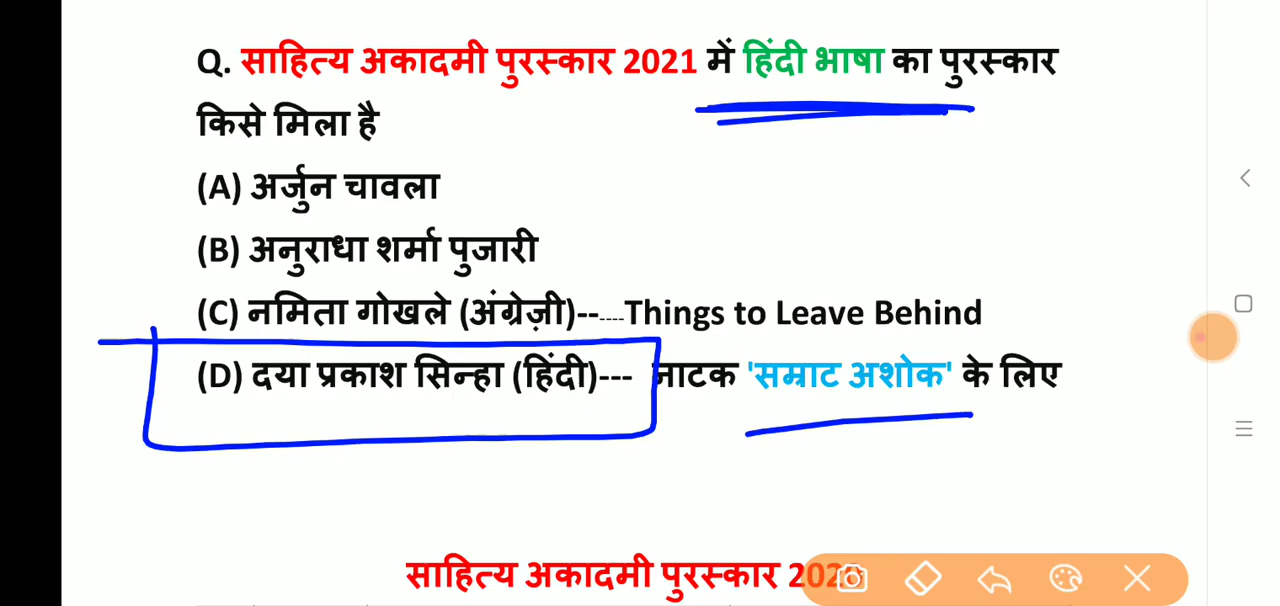 Q. साहित्य अकादमी पुरस्कार 2021 में हिंदी भाषा का पुरस्कार
किसे मिला है
(A) अर्जुन चावला
(B) अनुराधा शर्मा पुजारी
(C) नमिता गोखले (अंग्रेज़ी)------Things to Leave Behind
(D) दया प्रकाश सिन्हा (हिंदी)--- नाटक 'सम्राट अशोक' के लिए
साहित्य अकादमी पुरस्कार